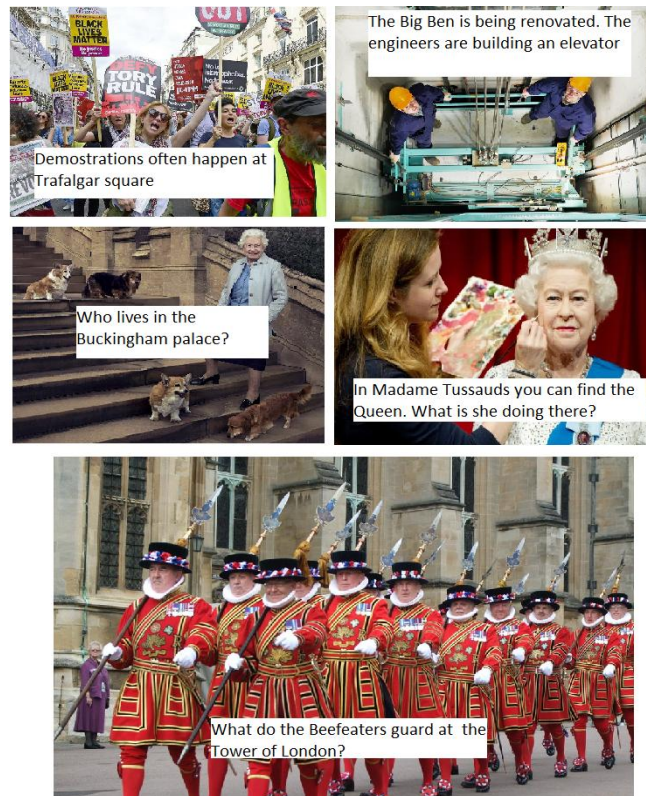 BLACK
LIVES
MATTER
TORY
RULE
Demostrations often happen at
Trafalgar square
The Big Ben is being renovated. The
engineers are building an elevator
Who lives in the
Buckingham palace?
In Madame Tussauds you can find the
Queen. What is she doing there?
What do the Beefeaters guard at  the
Tower of London?